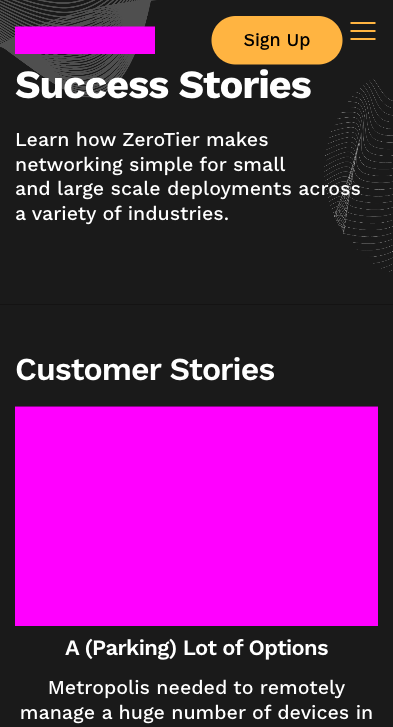 Sign Up
Success Stories
Learn how ZeroTier makes
networking simple for small
and large scale deployments across
a variety of industries.
Customer Stories
A (Parking) Lot of Options
Metropolis needed to remotely
manage a huge number of devices in